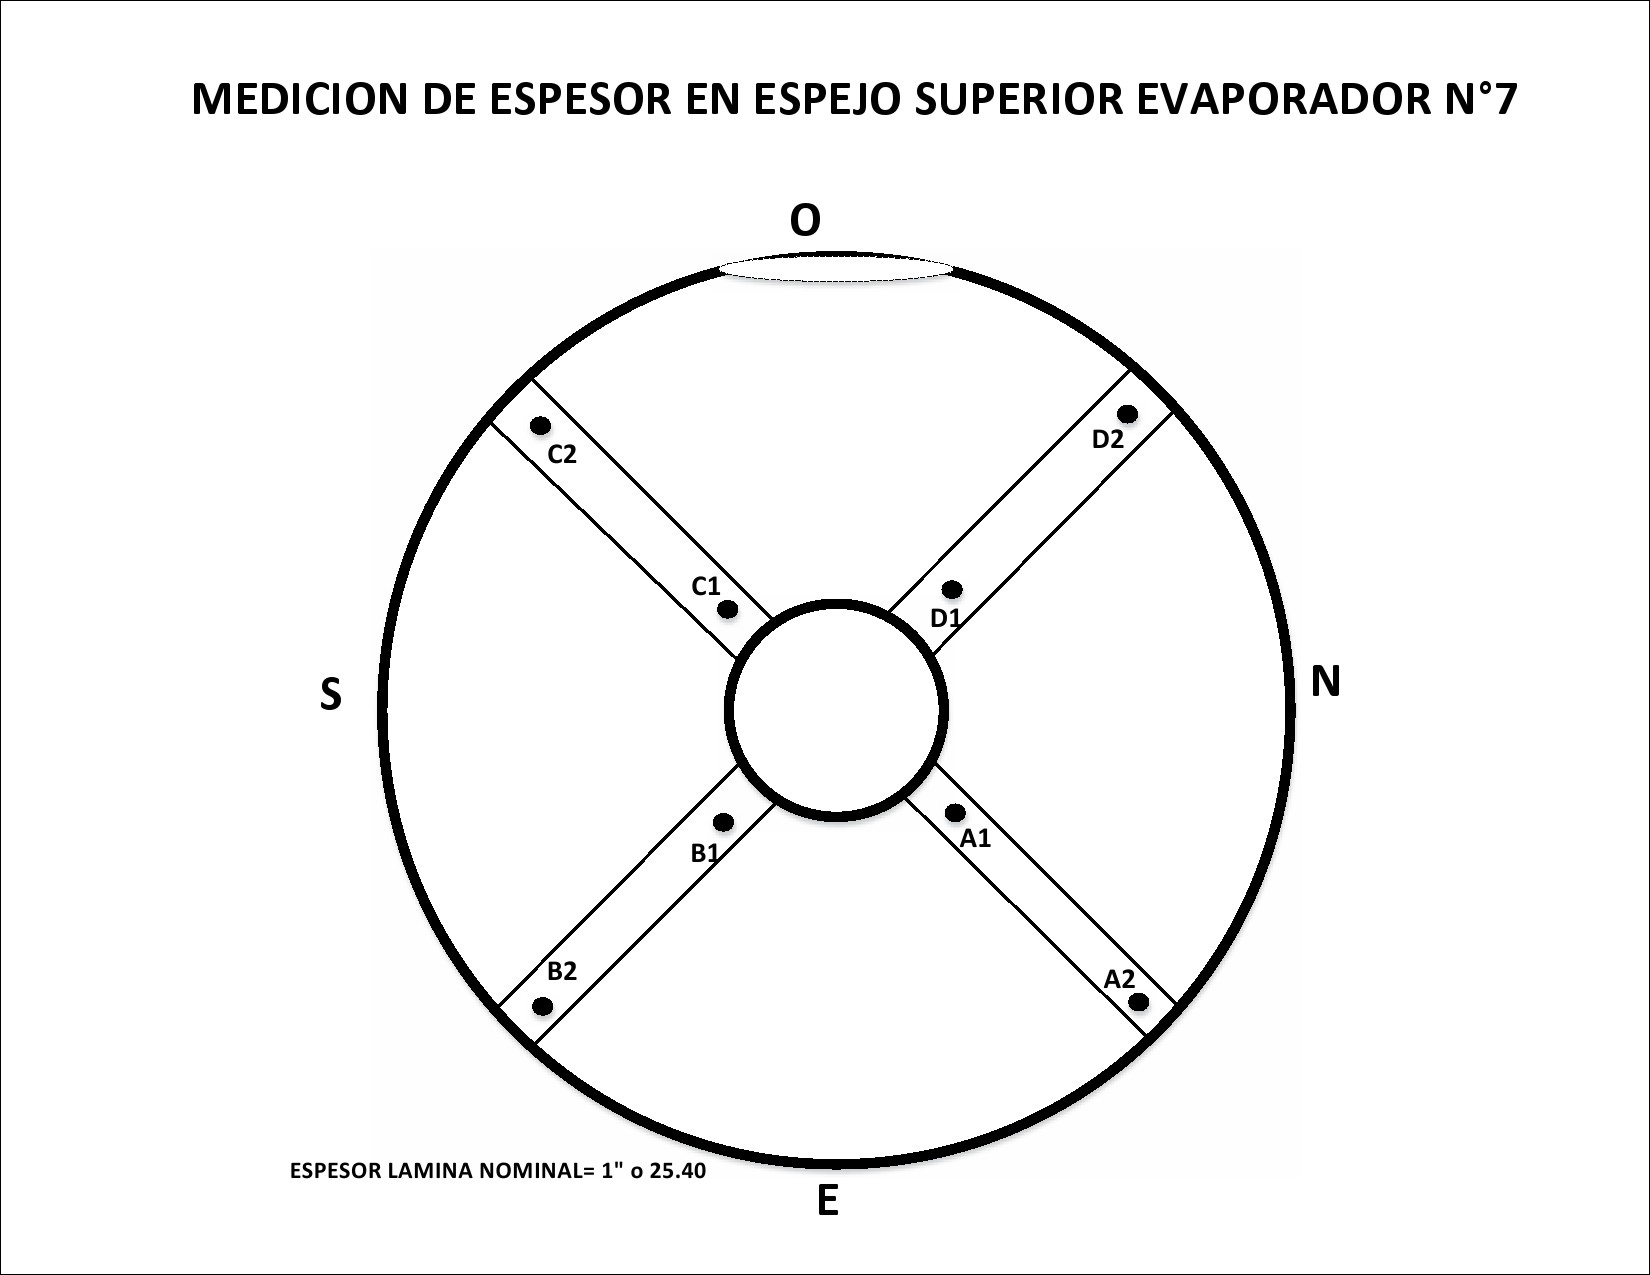 MEDICION DE ESPESOR EN ESPEJO SUPERIOR EVAPORADOR N°7
O
D2
C2
C1
D1
N
S
A1
B1
B2
A2
ESPESOR LAMINA NOMINAL= 1" o 25.40
E